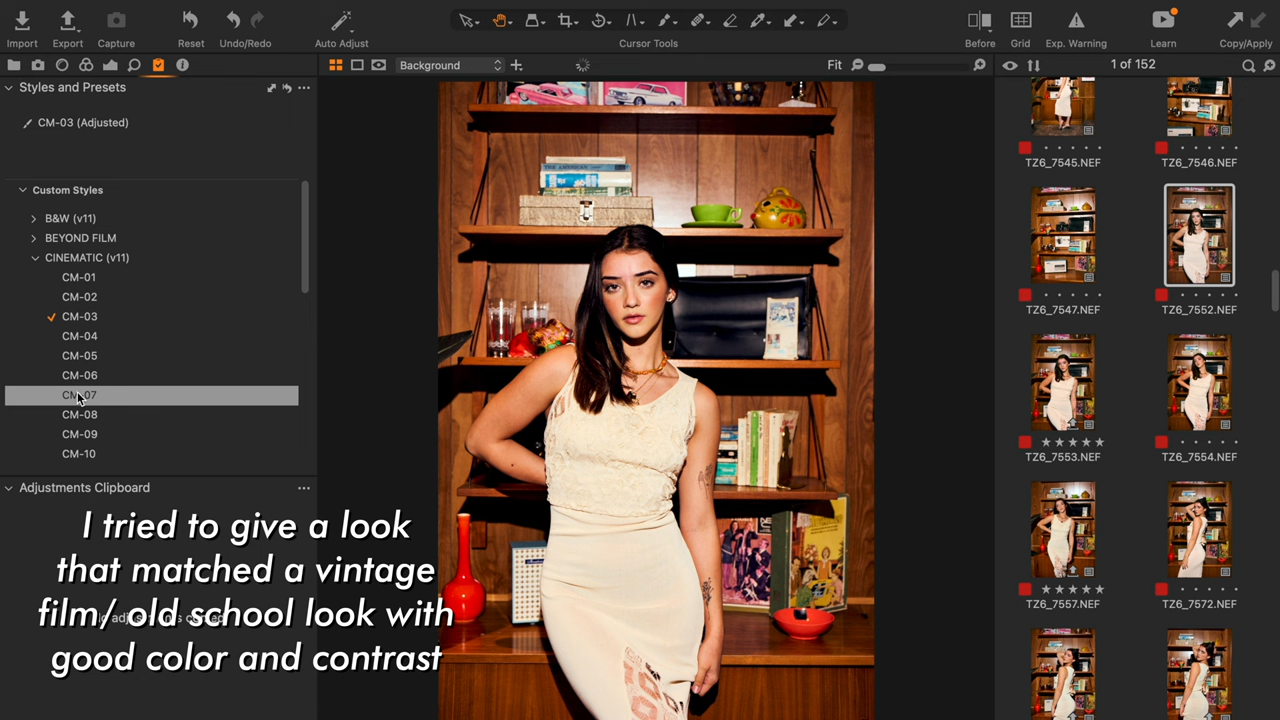 Import
Export
Capture
Reset
Undo/Redo
Auto Adjust
Cursor Tools
Before
Grid
Exp. Warning
Learn
Copy/Apply
Background
Fit
1 of 152
Styles and Presets
CM-03 (Adjusted)
Custom Styles
B&W (v11)
BEYOND FILM
CINEMATIC (v11)
CM-01
CM-02
CM-03
CM-04
CM-05
CM-06
CM-07
CM-08
CM-09
CM-10
Adjustments Clipboard
I tried to give a look
that matched a vintage
film/ old school look with
good color and contrast
TZ6_7545.NEF
TZ6_7546.NEF
TZ6_7547.NEF
TZ6_7552.NEF
TZ6_7553.NEF
TZ6_7554.NEF
TZ6_7557.NEF
TZ6_7572.NEF